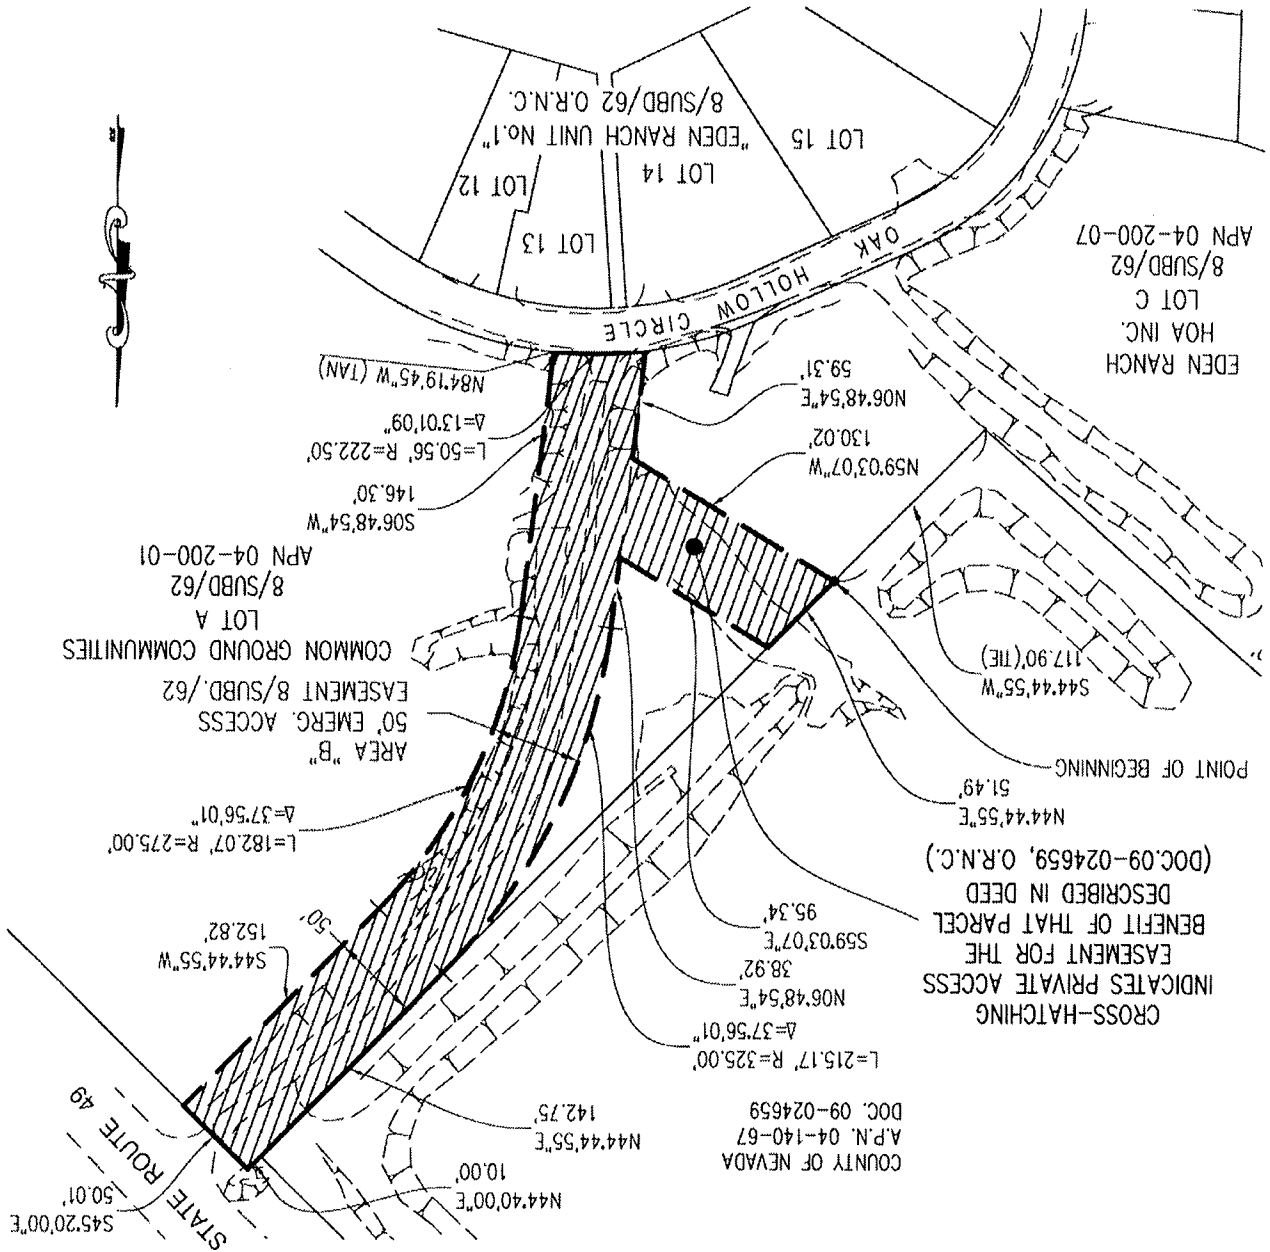 STATE ROUTE 49
S45°20'00"E
50.01'
N44°40'00"E
10.00'
N44°44'55"E
142.75'
COUNTY OF NEVADA
A.P.N. 04-140-67
DOC. 09-024659
L=215.17' R=325.00'
Δ=37°56'01"
N06°48'54"E
38.92'
S59°03'07"E
95.34'
CROSS-HATCHING
INDICATES PRIVATE ACCESS
EASEMENT FOR THE
BENEFIT OF THAT PARCEL
DESCRIBED IN DEED
(DOC.09-024659, O.R.N.C.)
S44°44'55"W
152.82'
50'
N44°44'55"E
51.49'
POINT OF BEGINNING
L=182.07' R=275.00'
Δ=37°56'01"
AREA "B"
50' EMERG. ACCESS
EASEMENT 8/SUBD./62
COMMON GROUND COMMUNITIES
LOT A
8/SUBD/62
APN 04-200-01
S44°44'55"W
117.90'(TIE)
S06°48'54"W
146.30'
L=50.56' R=222.50'
Δ=13°01'09"
N84°19'45"W (TAN)
N59°03'07"W
130.02'
N06°48'54"E
59.31'
EDEN RANCH
HOA INC.
LOT C
8/SUBD/62
APN 04-200-07
OAK HOLLOW CIRCLE
LOT 12
LOT 13
LOT 14
LOT 15
"EDEN RANCH UNIT No.1"
8/SUBD/62 O.R.N.C.